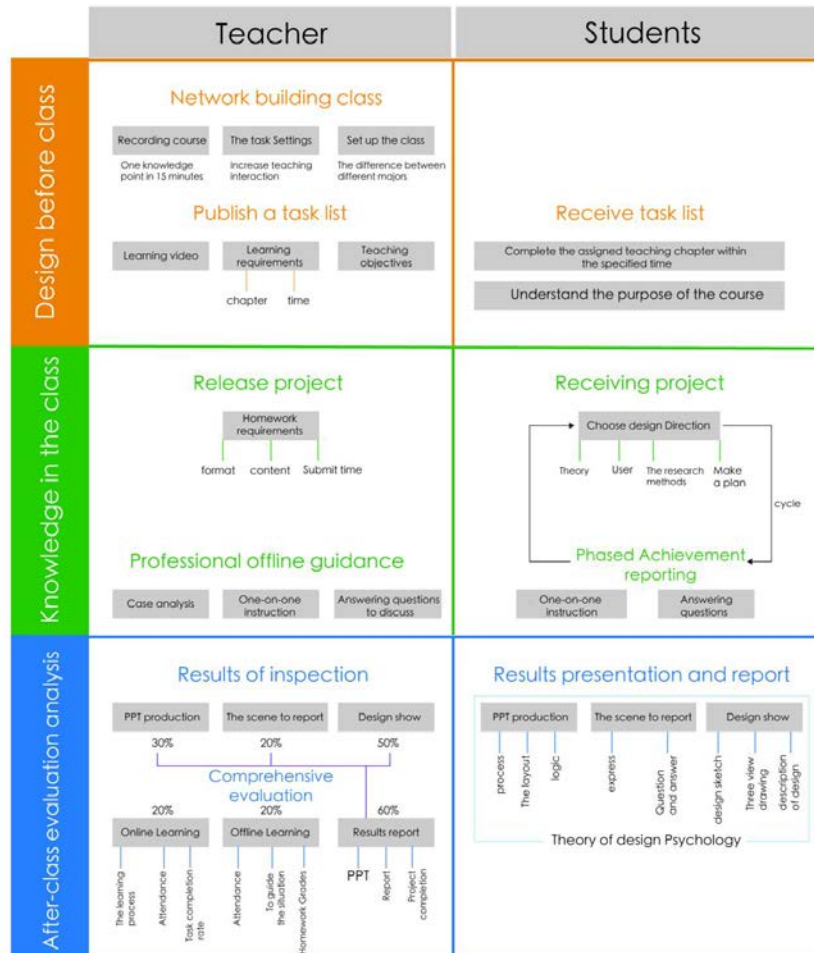 Teacher
Students
Design before class
Network building class
Recording course
The task Settings
Set up the class
One knowledge
point in 15 minutes
Increase teaching
interaction
The difference between
different majors
Publish a task list
Learning video
Learning
requirements
Teaching
objectives
chapter
time
Receive task list
Complete the assigned teaching chapter within
the specified time
Understand the purpose of the course
Knowledge in the class
Release project
Homework
requirements
format
content
Submit time
Professional offline guidance
Case analysis
One-on-one
instruction
Answering questions
to discuss
Receiving project
Choose design Direction
Theory
User
The research
methods
Make
a plan
cycle
Phased Achievement
reporting
One-on-one
instruction
Answering
questions
After-class evaluation analysis
Results of inspection
PPT production
The scene to report
Design show
30%
20%
50%
Comprehensive
evaluation
20%
20%
60%
Online Learning
Offline Learning
Results report
The learning
process
Attendance
Task completion
rate
Attendance
To guide
the situation
Homework Grades
PPT
Report
Project
completion
Results presentation and report
PPT production
The scene to report
Design show
process
The layout
logic
express
Question
and answer
design sketch
Three view
drawing
description
of design
Theory of design Psychology